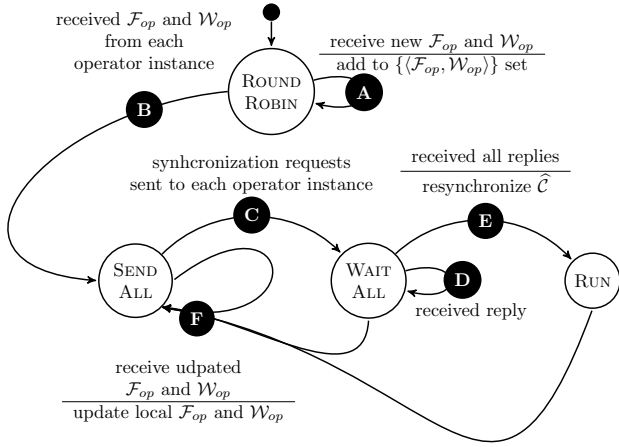 received F_op and W_op
from each
operator instance
receive new F_op and W_op
add to {⟨F_op, W_op⟩} set
ROUND
ROBIN
A
B
synhcronization requests
sent to each operator instance
received all replies
resynchronize Ĉ
C
E
SEND
ALL
WAIT
ALL
D
RUN
F
received reply
receive udpated
F_op and W_op
update local F_op and W_op